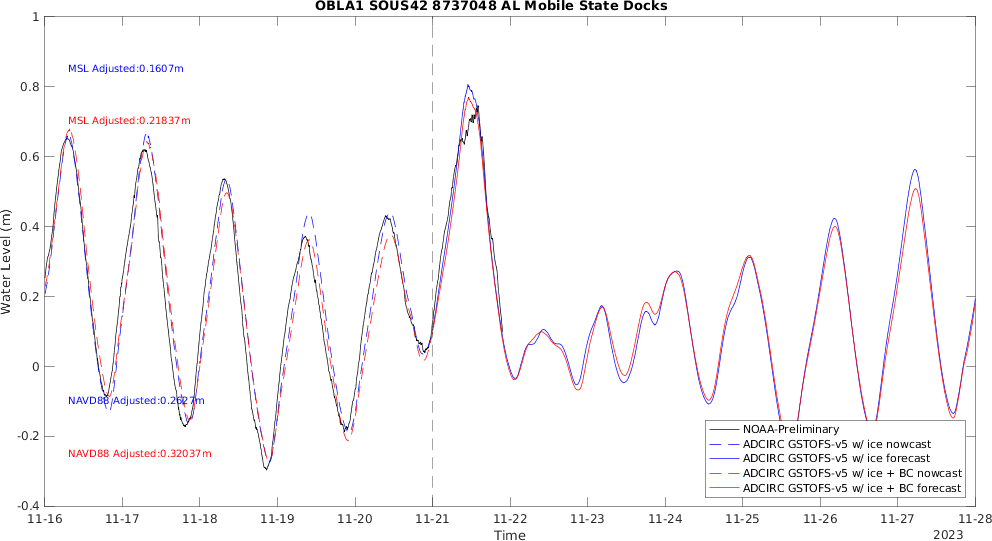 OBLA1 SOUS42 8737048 AL Mobile State Docks
1
0.8
0.6
0.4
0.2
0
-0.2
-0.4
Water Level (m)
MSL Adjusted:0.1607m
MSL Adjusted:0.21837m
NAVD88 Adjusted:0.2627m
NAVD88 Adjusted:0.32037m
NOAA-Preliminary
ADCIRC GSTOFS-v5 w/ ice nowcast
ADCIRC GSTOFS-v5 w/ ice forecast
ADCIRC GSTOFS-v5 w/ ice + BC nowcast
ADCIRC GSTOFS-v5 w/ ice + BC forecast
11-16 11-17 11-18 11-19 11-20 11-21 11-22 11-23 11-24 11-25 11-26 11-27 11-28
Time
2023